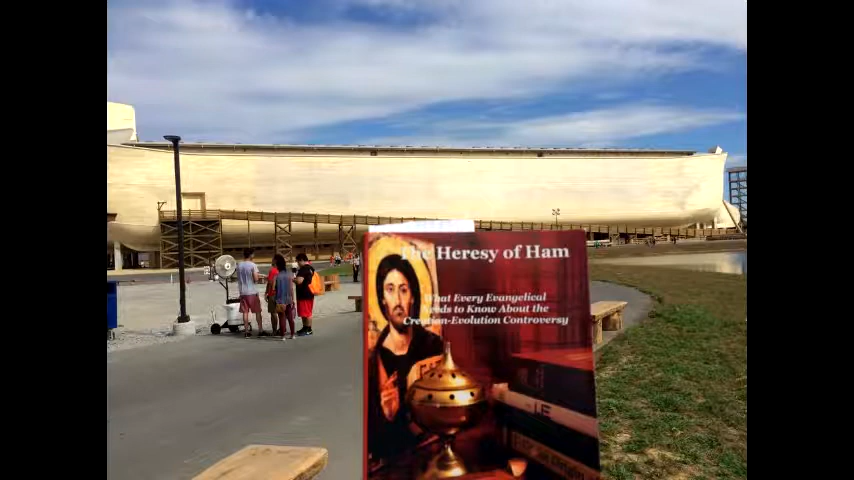 The Heresy of Ham
What Every Evangelical
Needs to Know About the
Creation-Evolution Controversy